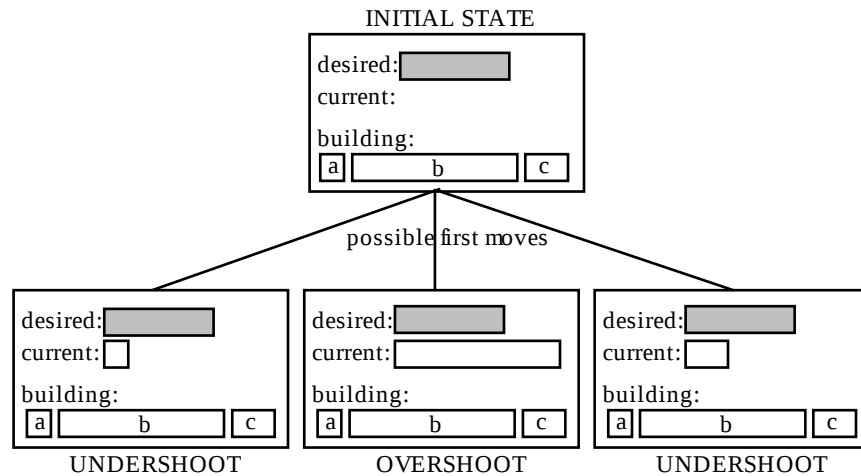 INITIAL STATE
desired:
current:
building:
a b c
possible first moves
desired:
current:
building:
a b c
UNDERSHOOT
desired:
current:
building:
a b c
OVERSHOOT
desired:
current:
building:
a b c
UNDERSHOOT